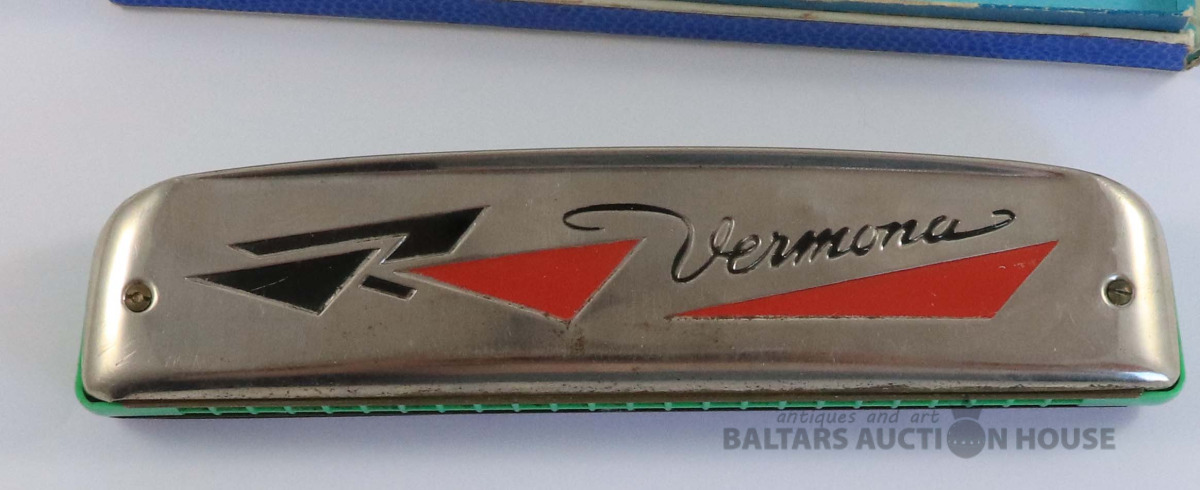 Vermona
antiques and art
BALTARS AUCTION HOUSE